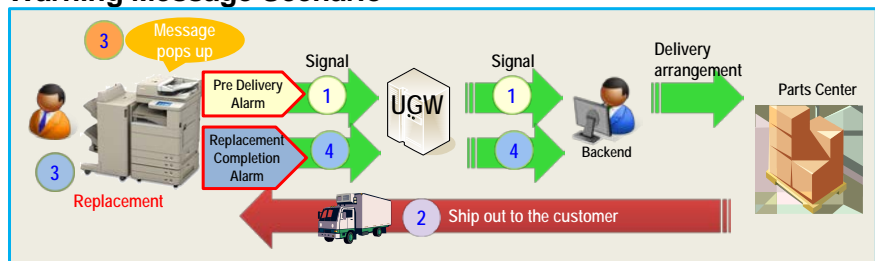 Warning Message Scenario
3
Message
pops up
Signal
Signal
Delivery
arrangement
Pre Delivery
Alarm
1
UGW
1
Parts Center
Replacement
Completion
Alarm
4
4
Backend
3
Replacement
2
Ship out to the customer